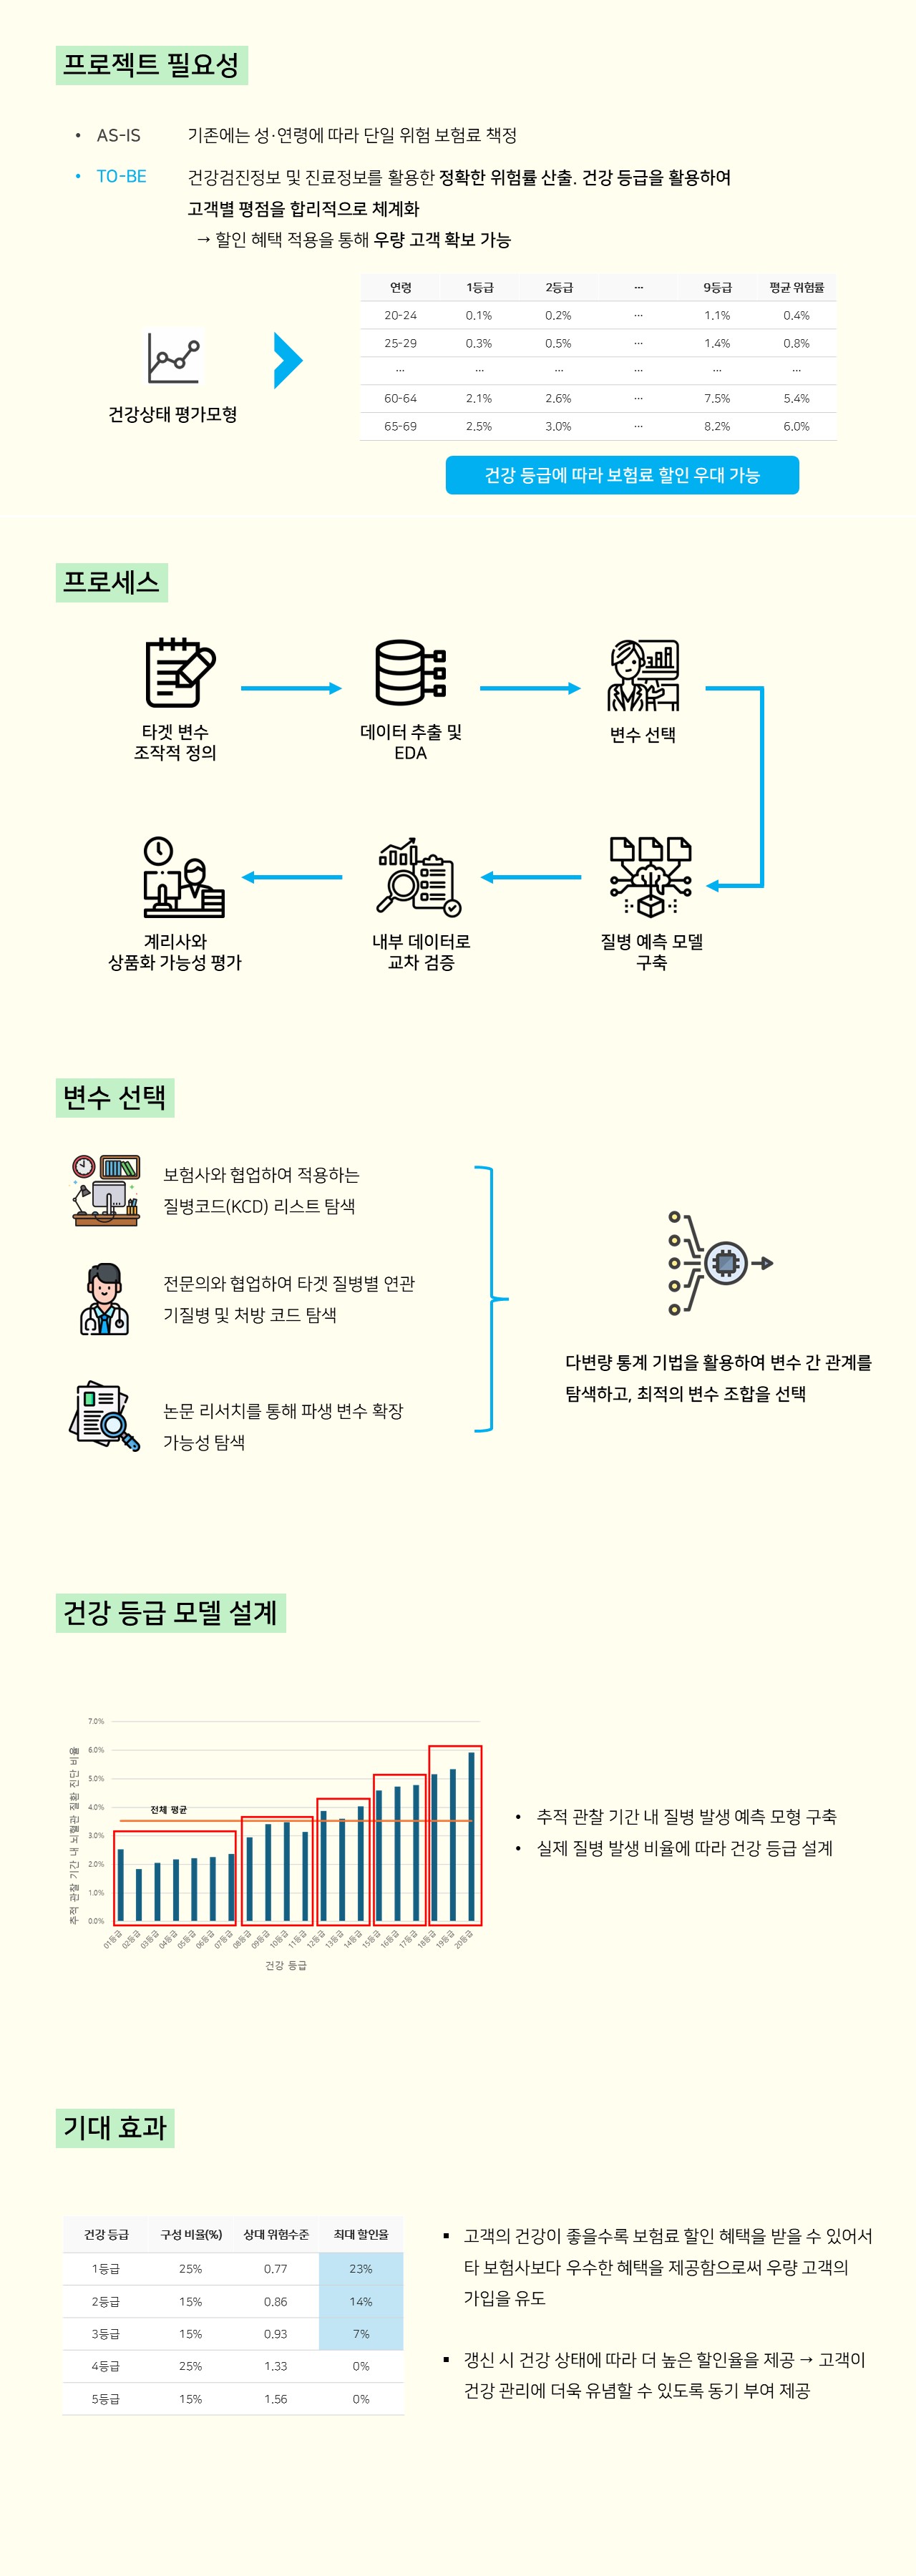 프로젝트 필요성
• AS-IS 기존에는 성·연령에 따라 단일 위험 보험료 책정
• TO-BE 건강검진정보 및 진료정보를 활용한 정확한 위험률 산출. 건강 등급을 활용하여
고객별 평점을 합리적으로 체계화
→ 할인 혜택 적용을 통해 우량 고객 확보 가능
건강상태 평가모형
연령 1등급 2등급 ... 9등급 평균 위험률
20-24 0.1% 0.2% ... 1.1% 0.4%
25-29 0.3% 0.5% ... 1.4% 0.8%
... ... ... ... ... ...
60-64 2.1% 2.6% ... 7.5% 5.4%
65-69 2.5% 3.0% ... 8.2% 6.0%
건강 등급에 따라 보험료 할인 우대 가능
프로세스
타겟 변수
조작적 정의
데이터 추출 및
EDA
변수 선택
질병 예측 모델
구축
내부 데이터로
교차 검증
계리사와
상품화 가능성 평가
변수 선택
보험사와 협업하여 적용하는
질병코드(KCD) 리스트 탐색
전문의와 협업하여 타겟 질병별 연관
기질병 및 처방 코드 탐색
논문 리서치를 통해 파생 변수 확장
가능성 탐색
다변량 통계 기법을 활용하여 변수 간 관계를
탐색하고, 최적의 변수 조합을 선택
건강 등급 모델 설계
추적 관찰 기간 내 뇌혈관 질환 진단 비율
7.0%
6.0%
5.0%
4.0%
3.0%
2.0%
1.0%
0.0%
전체 평균
01등급 02등급 03등급 04등급 05등급 06등급 07등급 08등급 09등급 10등급 11등급 12등급 13등급 14등급 15등급 16등급 17등급 18등급 19등급 20등급
건강 등급
• 추적 관찰 기간 내 질병 발생 예측 모형 구축
• 실제 질병 발생 비율에 따라 건강 등급 설계
기대 효과
건강 등급 구성 비율(%) 상대 위험수준 최대 할인율
1등급 25% 0.77 23%
2등급 15% 0.86 14%
3등급 15% 0.93 7%
4등급 25% 1.33 0%
5등급 15% 1.56 0%
▪ 고객의 건강이 좋을수록 보험료 할인 혜택을 받을 수 있어서
타 보험사보다 우수한 혜택을 제공함으로써 우량 고객의
가입을 유도
▪ 갱신 시 건강 상태에 따라 더 높은 할인율을 제공 → 고객이
건강 관리에 더욱 유념할 수 있도록 동기 부여 제공